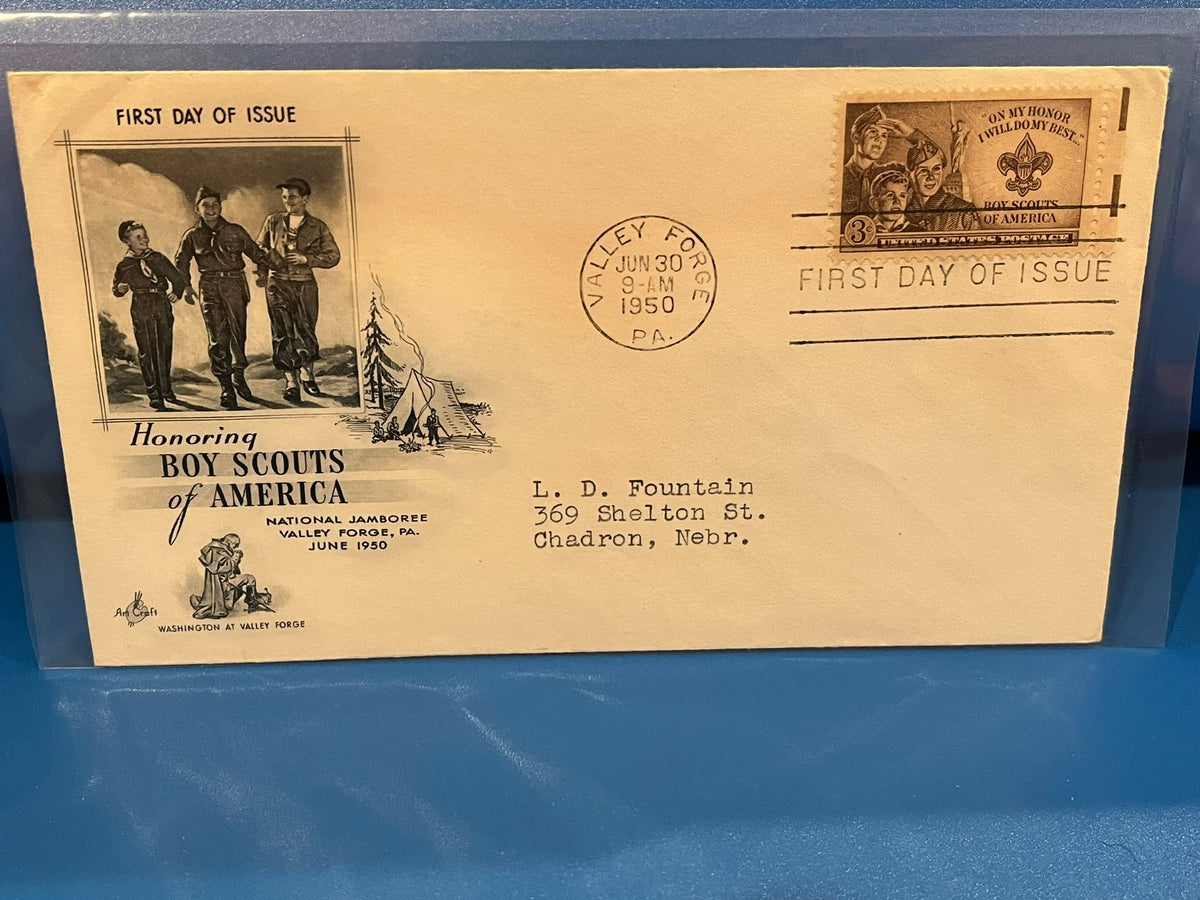 FIRST DAY OF ISSUE
Honoring
BOY SCOUTS
of AMERICA
NATIONAL JAMBOREE
VALLEY FORGE, PA.
JUNE 1950
Art Craft
WASHINGTON AT VALLEY FORGE
VALLEY FORGE
JUN 30
9-AM
1950
PA.
"ON MY HONOR
I WILL DO MY BEST..."
BOY SCOUTS
OF AMERICA
3¢
UNITED STATES POSTAGE
FIRST DAY OF ISSUE
L. D. Fountain
369 Shelton St.
Chadron, Nebr.